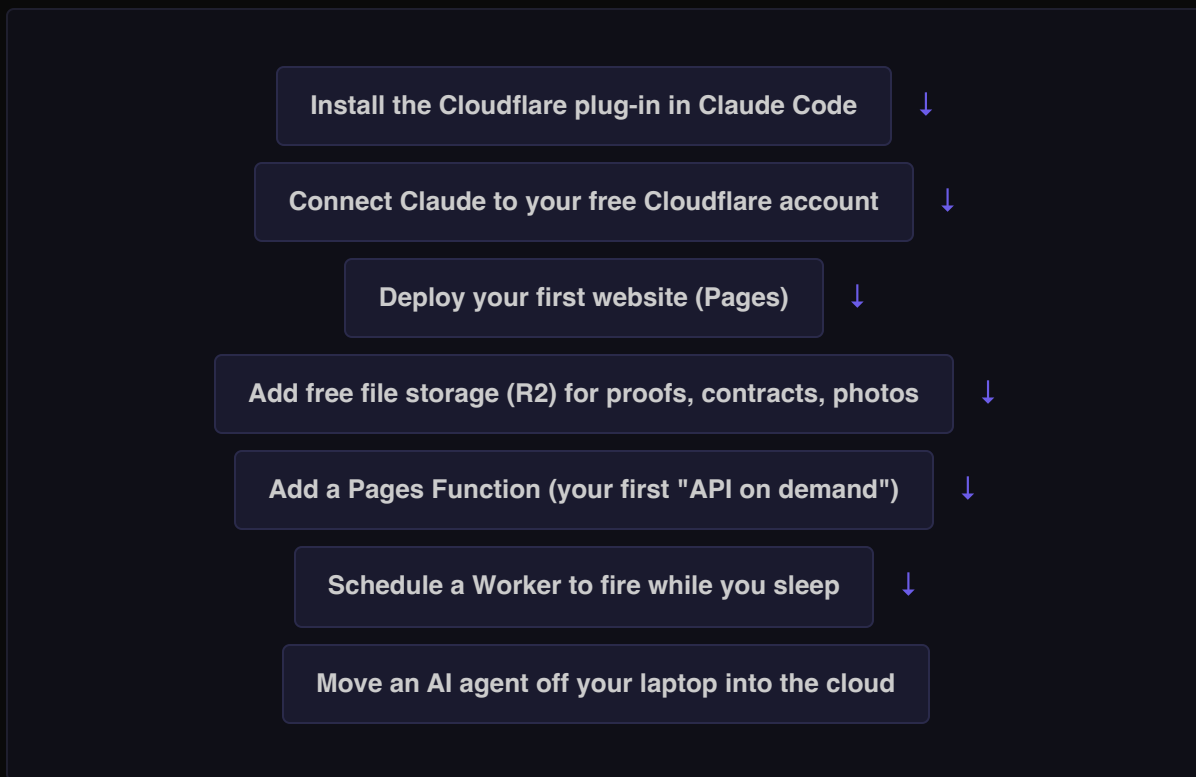 Install the Cloudflare plug-in in Claude Code ↓
Connect Claude to your free Cloudflare account ↓
Deploy your first website (Pages) ↓
Add free file storage (R2) for proofs, contracts, photos ↓
Add a Pages Function (your first "API on demand") ↓
Schedule a Worker to fire while you sleep ↓
Move an AI agent off your laptop into the cloud